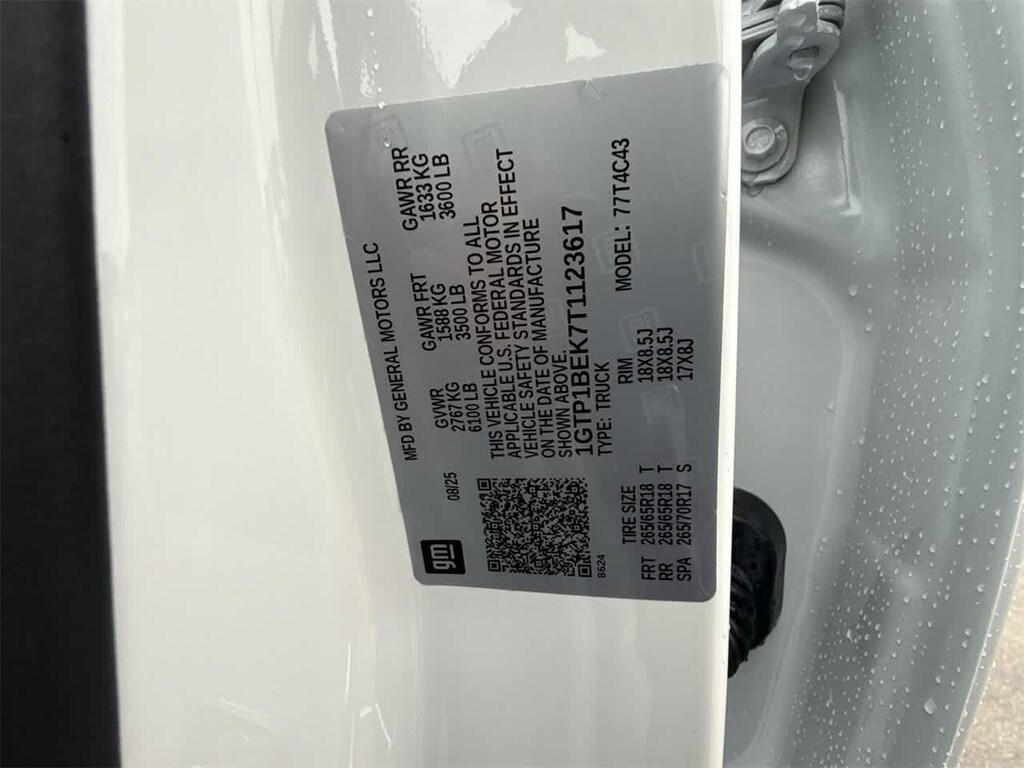 gm
MFD BY GENERAL MOTORS LLC
08/25 GVWR GAWR FRT GAWR RR
2767 KG 1588 KG 1633 KG
6100 LB 3500 LB 3600 LB
THIS VEHICLE CONFORMS TO ALL
APPLICABLE U.S. FEDERAL MOTOR
VEHICLE SAFETY STANDARDS IN EFFECT
ON THE DATE OF MANUFACTURE
SHOWN ABOVE.
1GTP1BEK7T1123617
TYPE: TRUCK MODEL: 77T4C43
8624
TIRE SIZE RIM
FRT 265/65R18 T 18X8.5J
RR 265/65R18 T 18X8.5J
SPA 265/70R17 S 17X8J